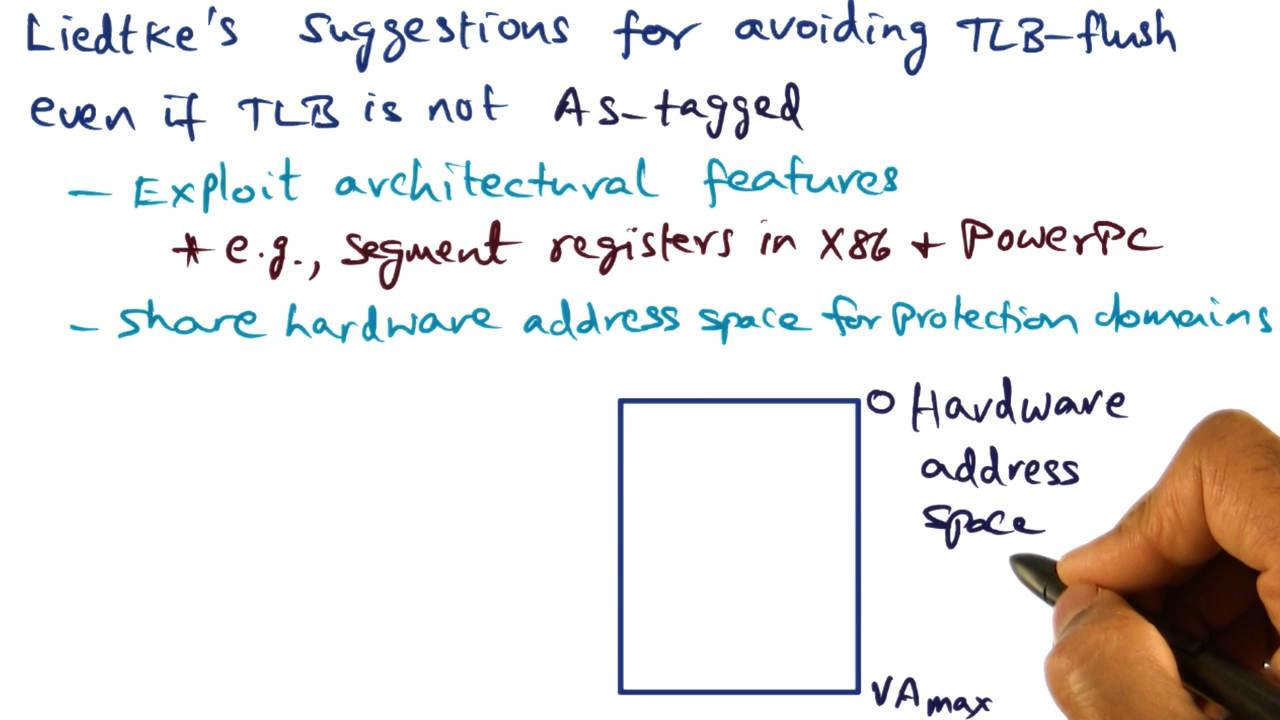 Liedtke's suggestions for avoiding TLB-flush
even if TLB is not AS-tagged
- Exploit architectural features
* e.g., segment registers in X86 + PowerPC
- share hardware address space for protection domains
0 Hardware
address
space
VAmax